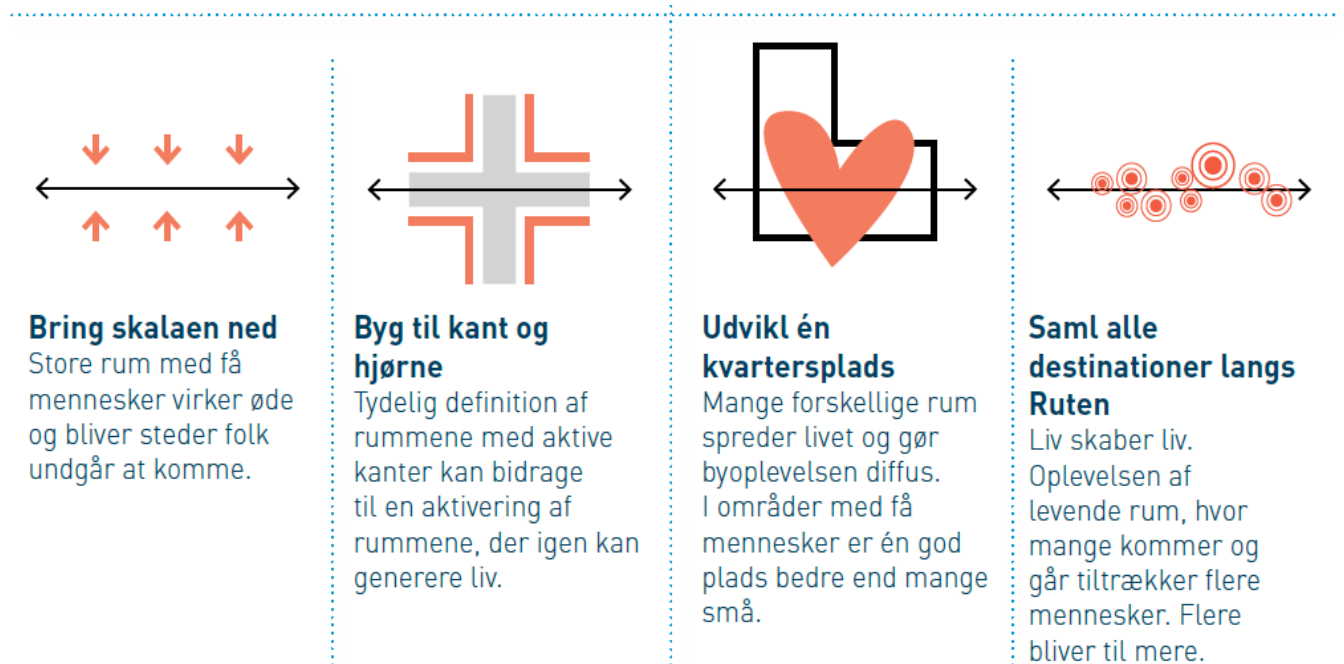 Bring skalaen ned
Store rum med få
mennesker virker øde
og bliver steder folk
undgår at komme.
Byg til kant og
hjørne
Tydelig definition af
rummene med aktive
kanter kan bidrage
til en aktivering af
rummene, der igen kan
generere liv.
Udvikl én
kvartersplads
Mange forskellige rum
spreder livet og gør
byoplevelsen diffus.
I områder med få
mennesker er én god
plads bedre end mange
små.
Saml alle
destinationer langs
Ruten
Liv skaber liv.
Oplevelsen af
levende rum, hvor
mange kommer og
går tiltrækker flere
mennesker. Flere
bliver til mere.